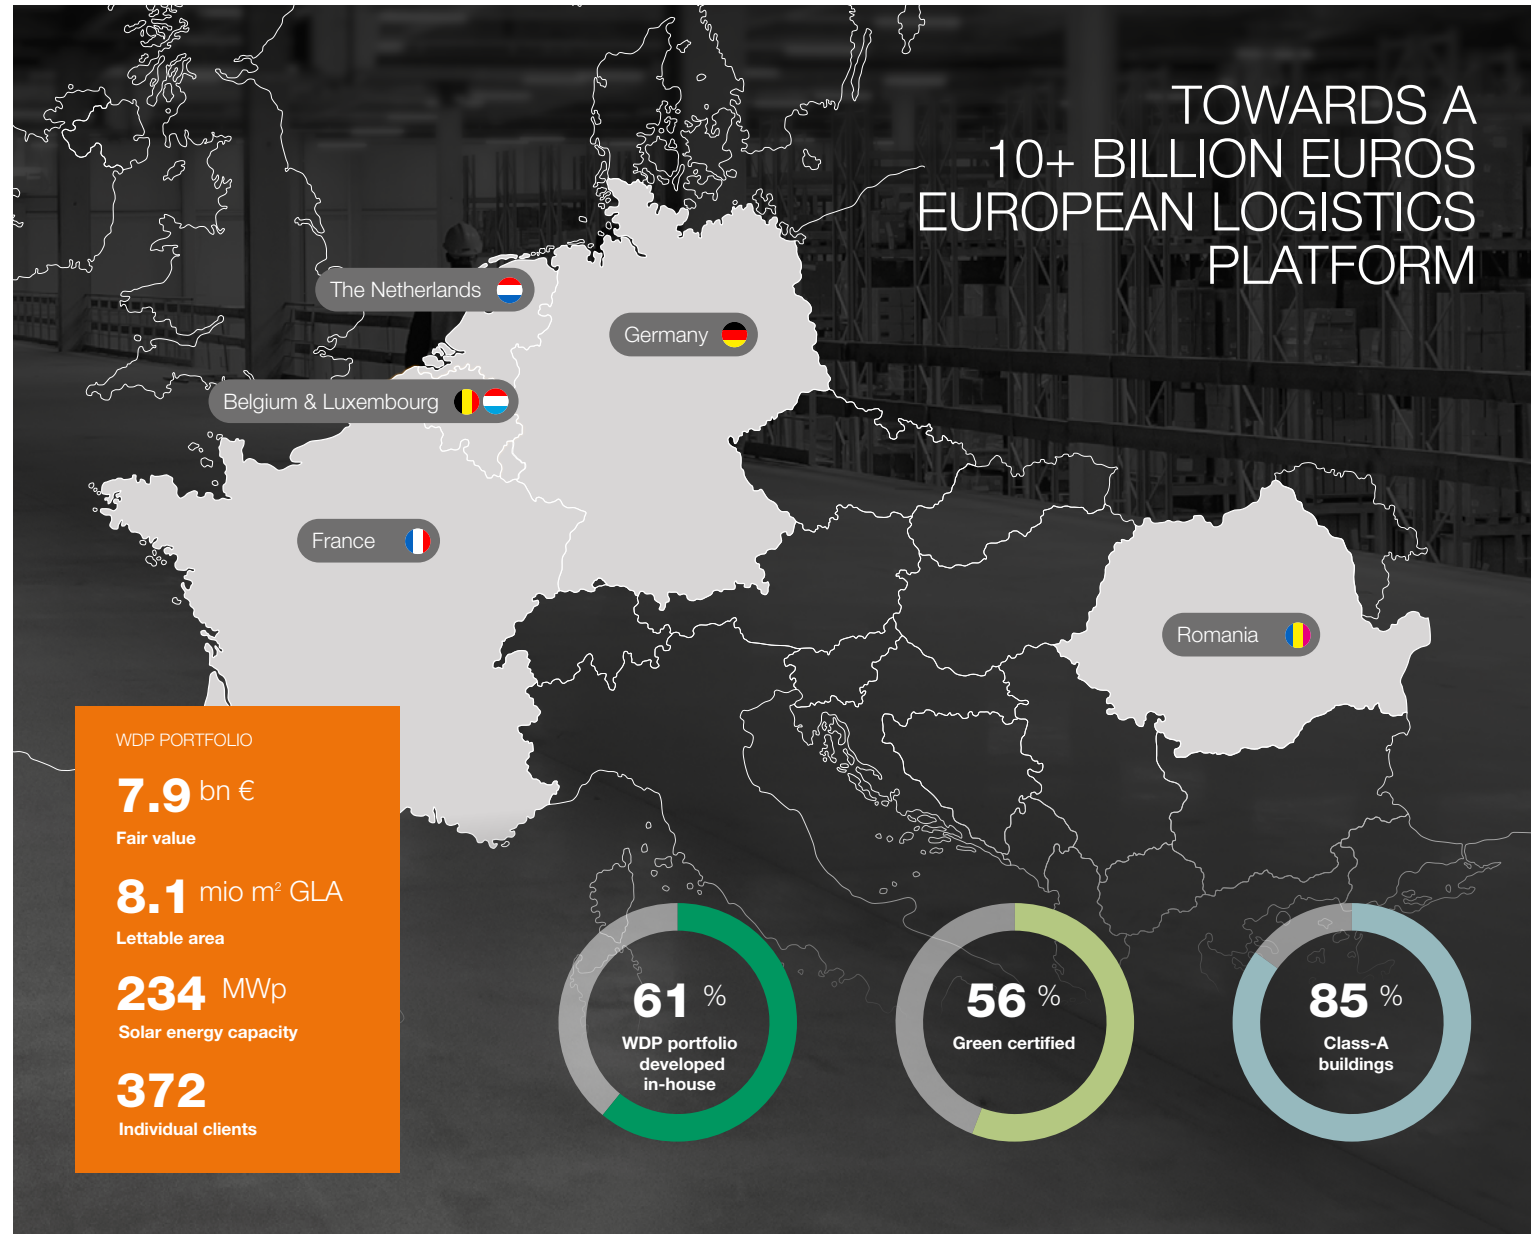 TOWARDS A
10+ BILLION EUROS
EUROPEAN LOGISTICS
PLATFORM
The Netherlands
Germany
Belgium & Luxembourg
France
Romania
WDP PORTFOLIO
7.9 bn €
Fair value
8.1 mio m² GLA
Lettable area
234 MWp
Solar energy capacity
372
Individual clients
61 %
WDP portfolio
developed
in-house
56 %
Green certified
85 %
Class-A
buildings